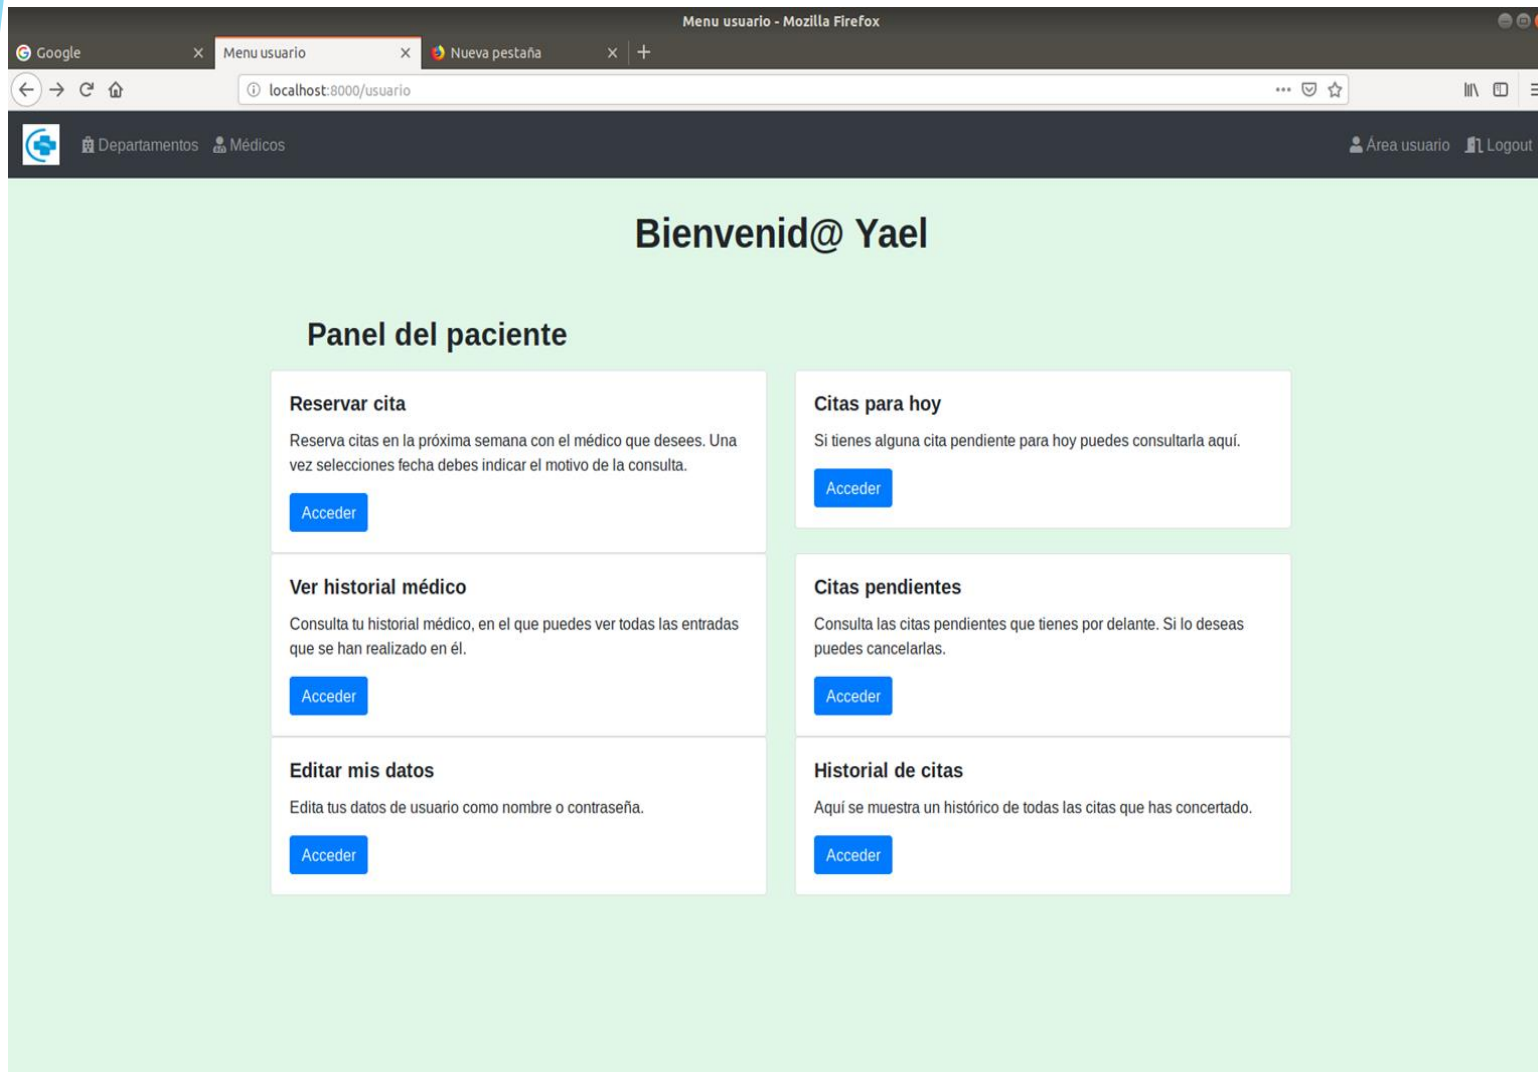 Menu usuario - Mozilla Firefox
Google
Menu usuario
Nueva pestaña
localhost:8000/usuario
Departamentos
Médicos
Área usuario
Logout
Bienvenid@ Yael
Panel del paciente
Reservar cita
Reserva citas en la próxima semana con el médico que desees. Una
vez selecciones fecha debes indicar el motivo de la consulta.
Acceder
Citas para hoy
Si tienes alguna cita pendiente para hoy puedes consultarla aquí.
Acceder
Ver historial médico
Consulta tu historial médico, en el que puedes ver todas las entradas
que se han realizado en él.
Acceder
Citas pendientes
Consulta las citas pendientes que tienes por delante. Si lo deseas
puedes cancelarlas.
Acceder
Editar mis datos
Edita tus datos de usuario como nombre o contraseña.
Acceder
Historial de citas
Aquí se muestra un histórico de todas las citas que has concertado.
Acceder